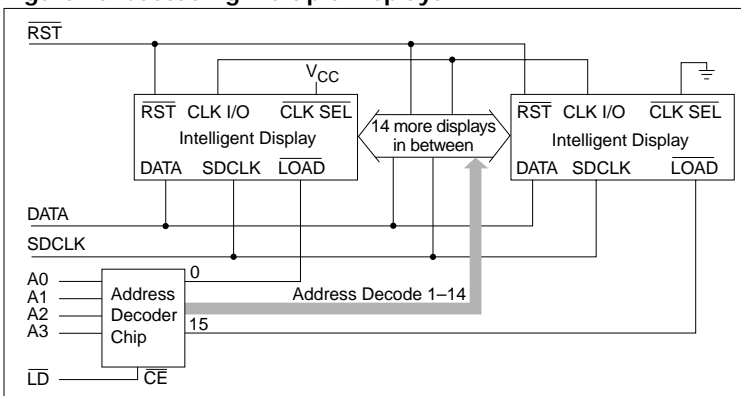 RST
VCC
RST CLK I/O CLK SEL
Intelligent Display
DATA SDCLK LOAD
14 more displays
in between
RST CLK I/O CLK SEL
Intelligent Display
DATA SDCLK LOAD
DATA
SDCLK
A0
A1
A2
A3
Address
Decoder
Chip
0
Address Decode 1–14
15
LD
CE